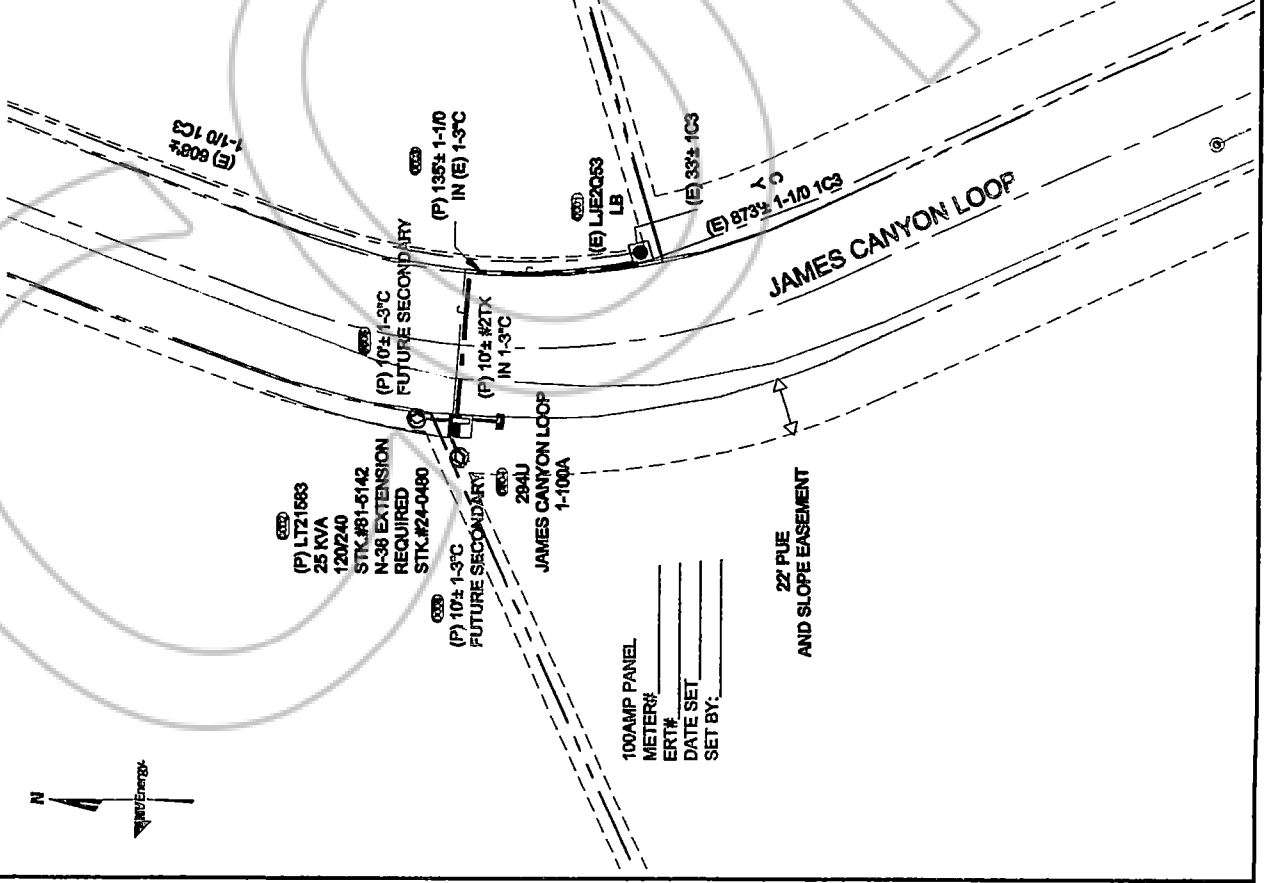 N
NVEnergy
(E) 608'±
1-1/0 1C3
(P) 135'± 1-1/0
IN (E) 1-3"C
(E) LJE2Q53
LB
(E) 33'± 1C3
C
Y
(E) 873'± 1-1/0 1C3
JAMES CANYON LOOP
(P) 10'± 1-3"C
FUTURE SECONDARY
(P) 10'± #2TX
IN 1-3"C
(P) LT21583
25 KVA
120/240
STK.#81-5142
N-38 EXTENSION
REQUIRED
STK.#24-0480
(P) 10'± 1-3"C
FUTURE SECONDARY
294U
JAMES CANYON LOOP
1-100A
100AMP PANEL
METER#
ERT#
DATE SET
SET BY:
22' PUE
AND SLOPE EASEMENT